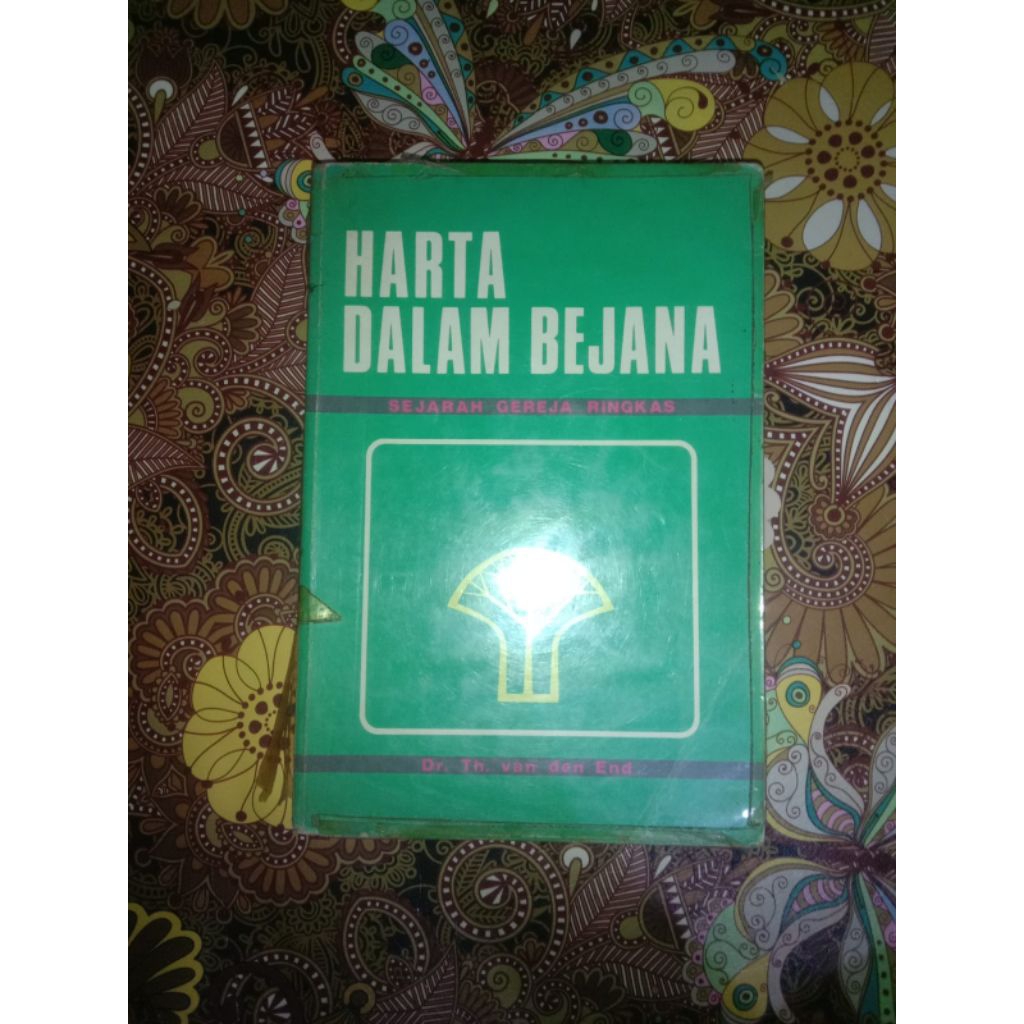 HARTA
DALAM BEJANA
SEJARAH GEREJA RINGKAS
Dr. Th. van den End